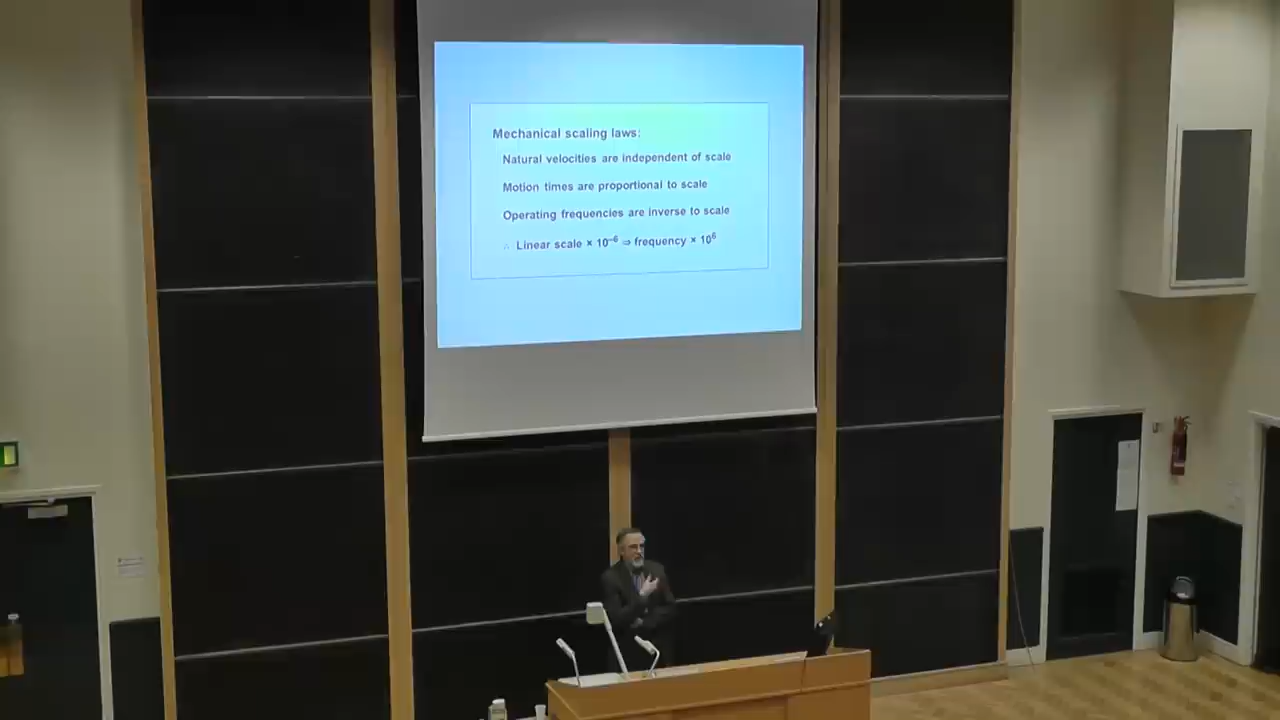 Mechanical scaling laws:
Natural velocities are independent of scale
Motion times are proportional to scale
Operating frequencies are inverse to scale
∴ Linear scale × 10⁻⁶ ⇒ frequency × 10⁶